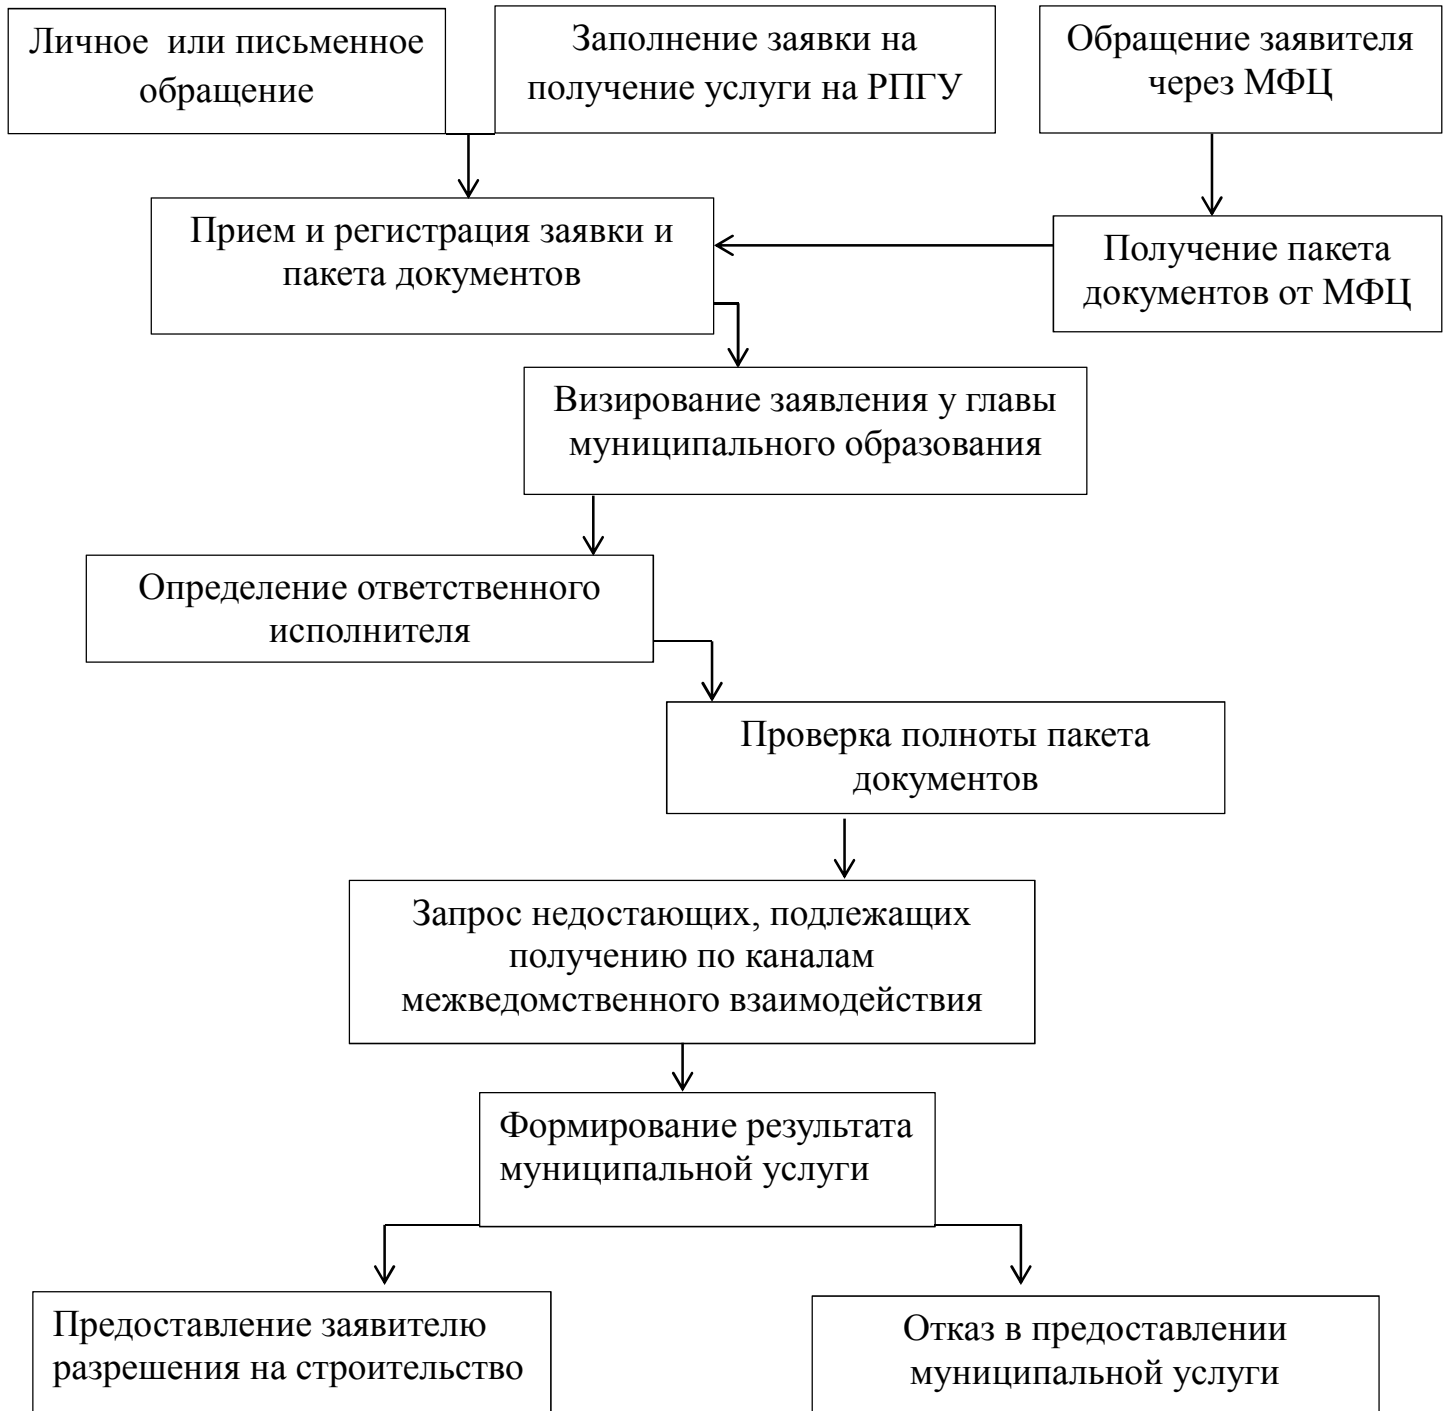 Личное или письменное
обращение
Заполнение заявки на
получение услуги на РПГУ
Обращение заявителя
через МФЦ
Прием и регистрация заявки и
пакета документов
Получение пакета
документов от МФЦ
Визирование заявления у главы
муниципального образования
Определение ответственного
исполнителя
Проверка полноты пакета
документов
Запрос недостающих, подлежащих
получению по каналам
межведомственного взаимодействия
Формирование результата
муниципальной услуги
Предоставление заявителю
разрешения на строительство
Отказ в предоставлении
муниципальной услуги